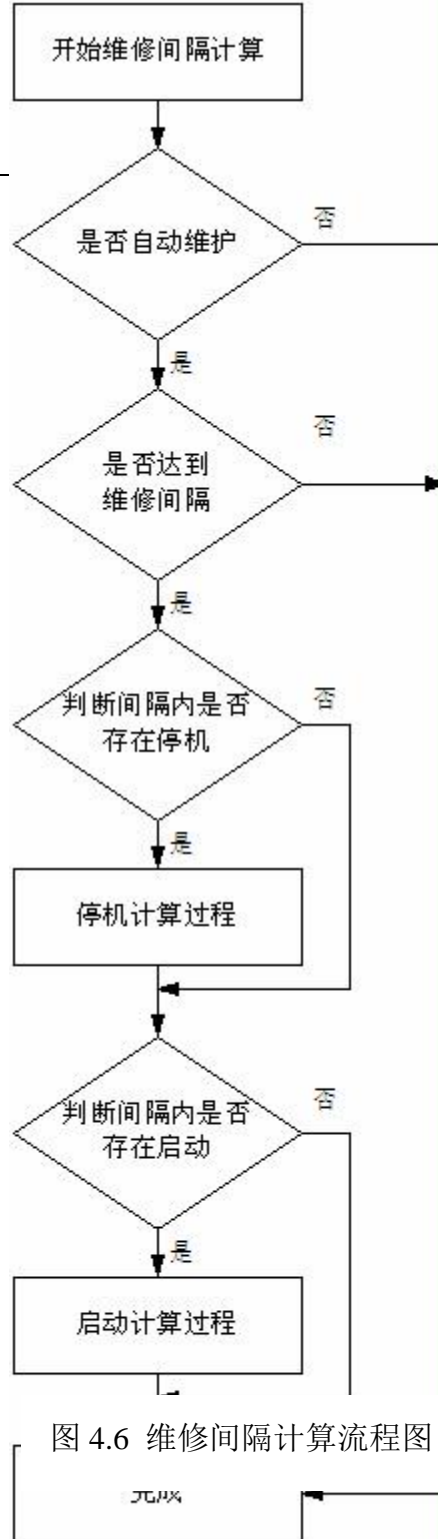 开始维修间隔计算
是否自动维护
否
是
是否达到
维修间隔
否
是
判断间隔内是否
存在停机
否
是
停机计算过程
判断间隔内是否
存在启动
否
是
启动计算过程
图 4.6 维修间隔计算流程图
完成